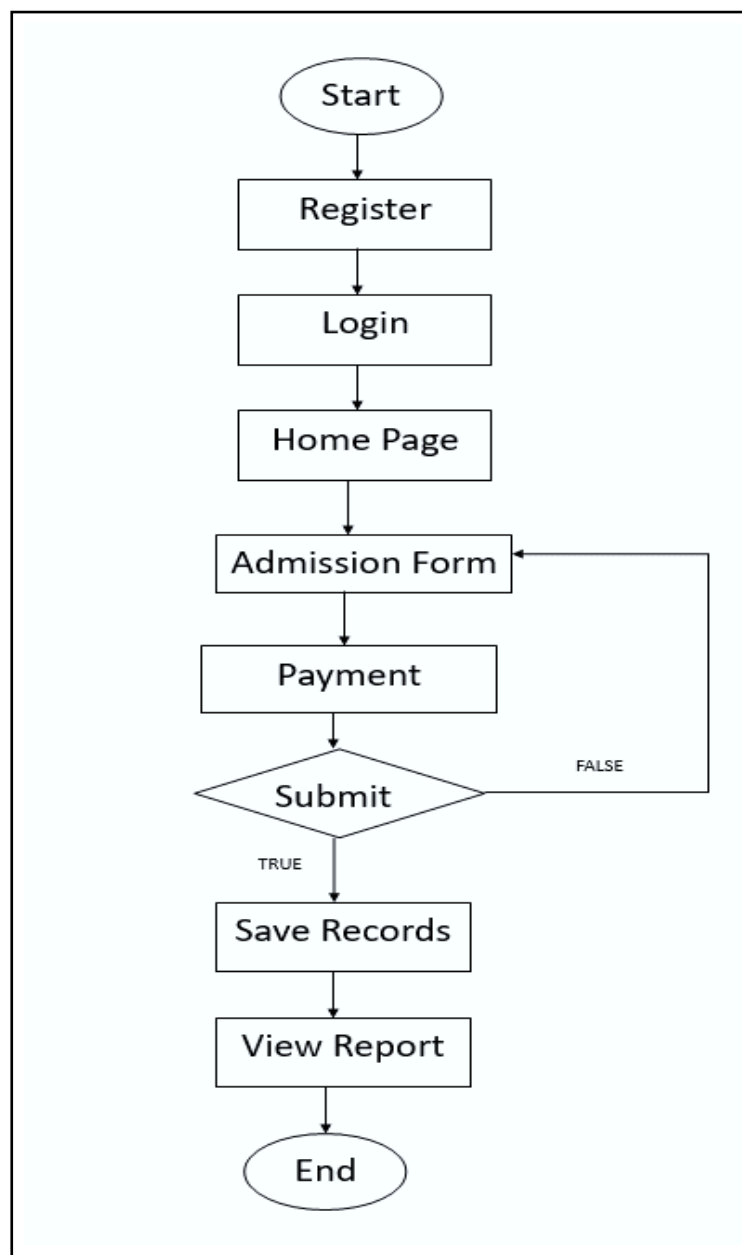 Start
Register
Login
Home Page
Admission Form
Payment
Submit
FALSE
TRUE
Save Records
View Report
End